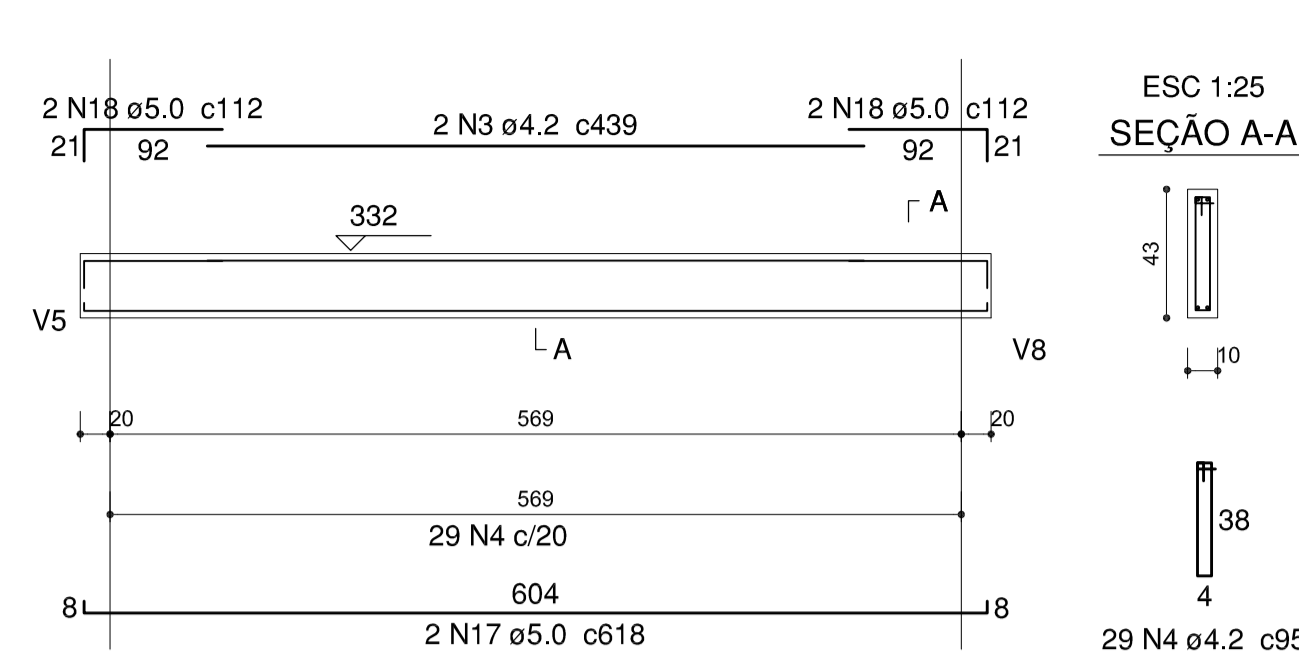 2 N18 ø5.0 c112
2 N3 ø4.2 c439
2 N18 ø5.0 c112
21
92
92
21
332
A
V5
A
V8
20
569
20
569
29 N4 c/20
8
604
8
2 N17 ø5.0 c618
ESC 1:25
SEÇÃO A-A
43
10
38
4
29 N4 ø4.2 c95